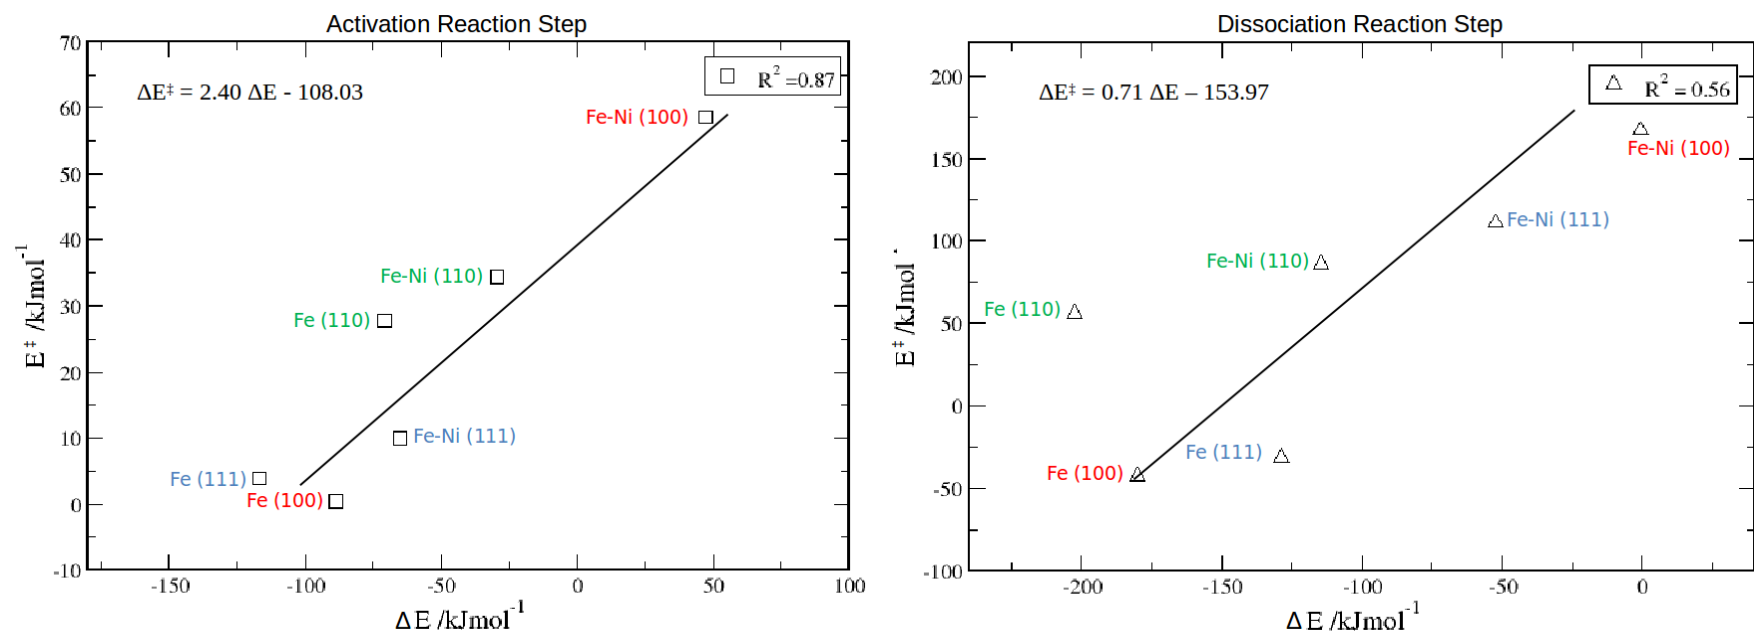 Activation Reaction Step
70
60
50
40
30
20
10
0
-10
E‡ /kJmol-1
ΔE‡ = 2.40 ΔE - 108.03
R2 =0.87
Fe-Ni (100)
Fe-Ni (110)
Fe (110)
Fe-Ni (111)
Fe (111)
Fe (100)
-150 -100 -50 0 50 100
Δ E /kJmol-1
Dissociation Reaction Step
200
150
100
50
0
-50
-100
E‡ /kJmol
ΔE‡ = 0.71 ΔE – 153.97
R2 = 0.56
Fe-Ni (100)
Fe-Ni (111)
Fe-Ni (110)
Fe (110)
Fe (111)
Fe (100)
-200 -150 -100 -50 0
Δ E /kJmol-1